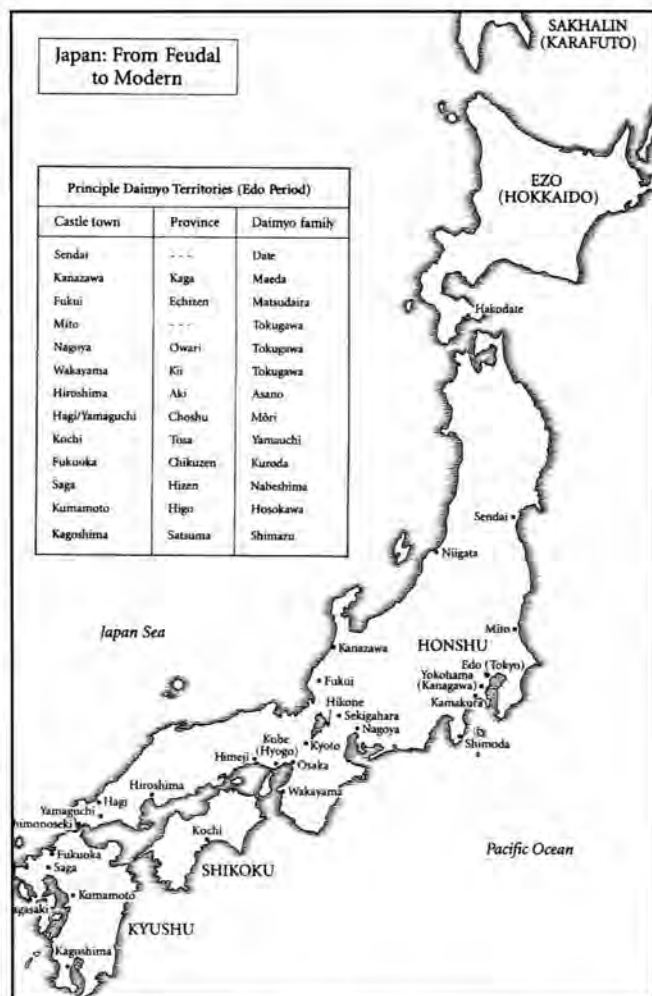 Japan: From Feudal
to Modern
SAKHALIN
(KARAFUTO)
EZO
(HOKKAIDO)
Hakodate
Principle Daimyo Territories (Edo Period)
Castle town Province Daimyo family
Sendai - - - Date
Kanazawa Kaga Maeda
Fukui Echizen Matsudaira
Mito - - - Tokugawa
Nagoya Owari Tokugawa
Wakayama Kii Tokugawa
Hiroshima Aki Asano
Hagi/Yamaguchi Choshu Môri
Kochi Tosa Yamauchi
Fukuoka Chikuzen Kuroda
Saga Hizen Nabeshima
Kumamoto Higo Hosokawa
Kagoshima Satsuma Shimazu
Sendai
Niigata
Japan Sea
Mito
Kanazawa
HONSHU
Edo (Tokyo)
Fukui
Yokohama
(Kanagawa)
Kamakura
Hikone
Sekigahara
Nagoya
Shimoda
Kobe
(Hyogo)
Kyoto
Himeji
Osaka
Hiroshima
Wakayama
Hagi
Yamaguchi
himonoseki
Kochi
Pacific Ocean
SHIKOKU
Fukuoka
Saga
Kumamoto
agasaki
KYUSHU
Kagoshima